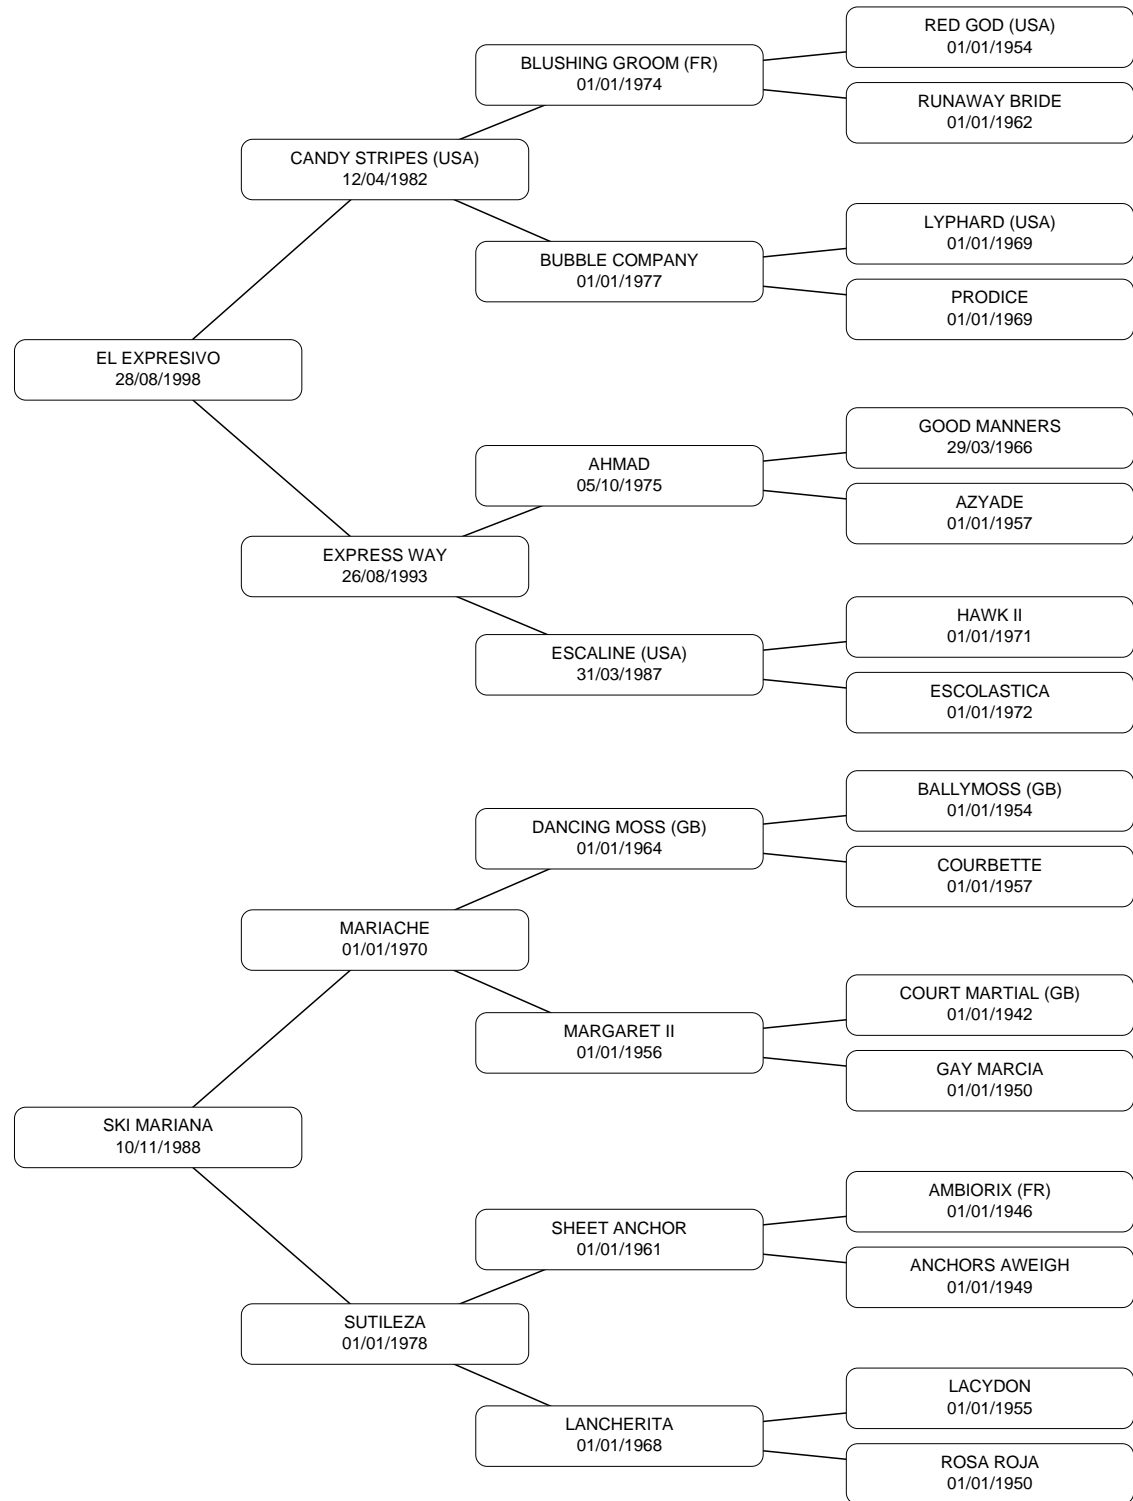 RED GOD (USA)
01/01/1954
BLUSHING GROOM (FR)
01/01/1974
RUNAWAY BRIDE
01/01/1962
CANDY STRIPES (USA)
12/04/1982
LYPHARD (USA)
01/01/1969
BUBBLE COMPANY
01/01/1977
PRODICE
01/01/1969
EL EXPRESIVO
28/08/1998
GOOD MANNERS
29/03/1966
AHMAD
05/10/1975
AZYADE
01/01/1957
EXPRESS WAY
26/08/1993
HAWK II
01/01/1971
ESCALINE (USA)
31/03/1987
ESCOLASTICA
01/01/1972
BALLYMOSS (GB)
01/01/1954
DANCING MOSS (GB)
01/01/1964
COURBETTE
01/01/1957
MARIACHE
01/01/1970
COURT MARTIAL (GB)
01/01/1942
MARGARET II
01/01/1956
GAY MARCIA
01/01/1950
SKI MARIANA
10/11/1988
AMBIORIX (FR)
01/01/1946
SHEET ANCHOR
01/01/1961
ANCHORS AWEIGH
01/01/1949
SUTILEZA
01/01/1978
LACYDON
01/01/1955
LANCHERITA
01/01/1968
ROSA ROJA
01/01/1950